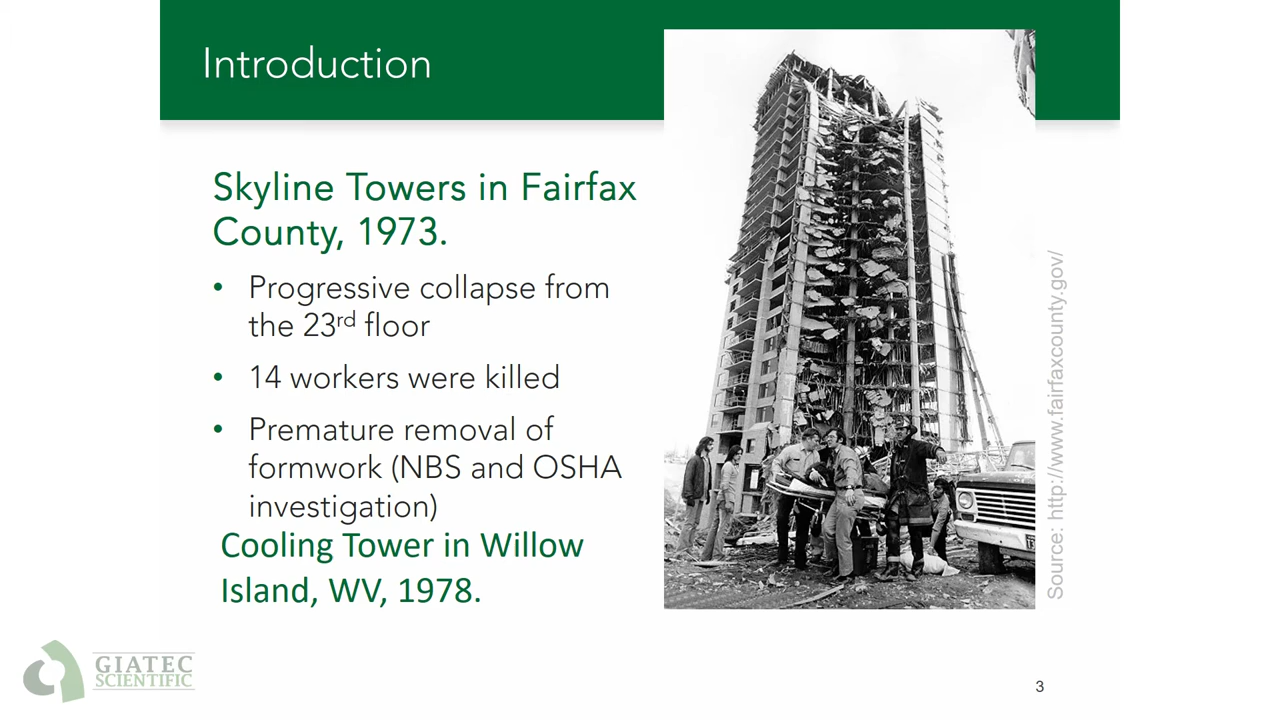 Introduction
Skyline Towers in Fairfax
County, 1973.
• Progressive collapse from
the 23rd floor
• 14 workers were killed
• Premature removal of
formwork (NBS and OSHA
investigation)
Cooling Tower in Willow
Island, WV, 1978.
Source: http://www.fairfaxcounty.gov/
GIATEC
SCIENTIFIC
3